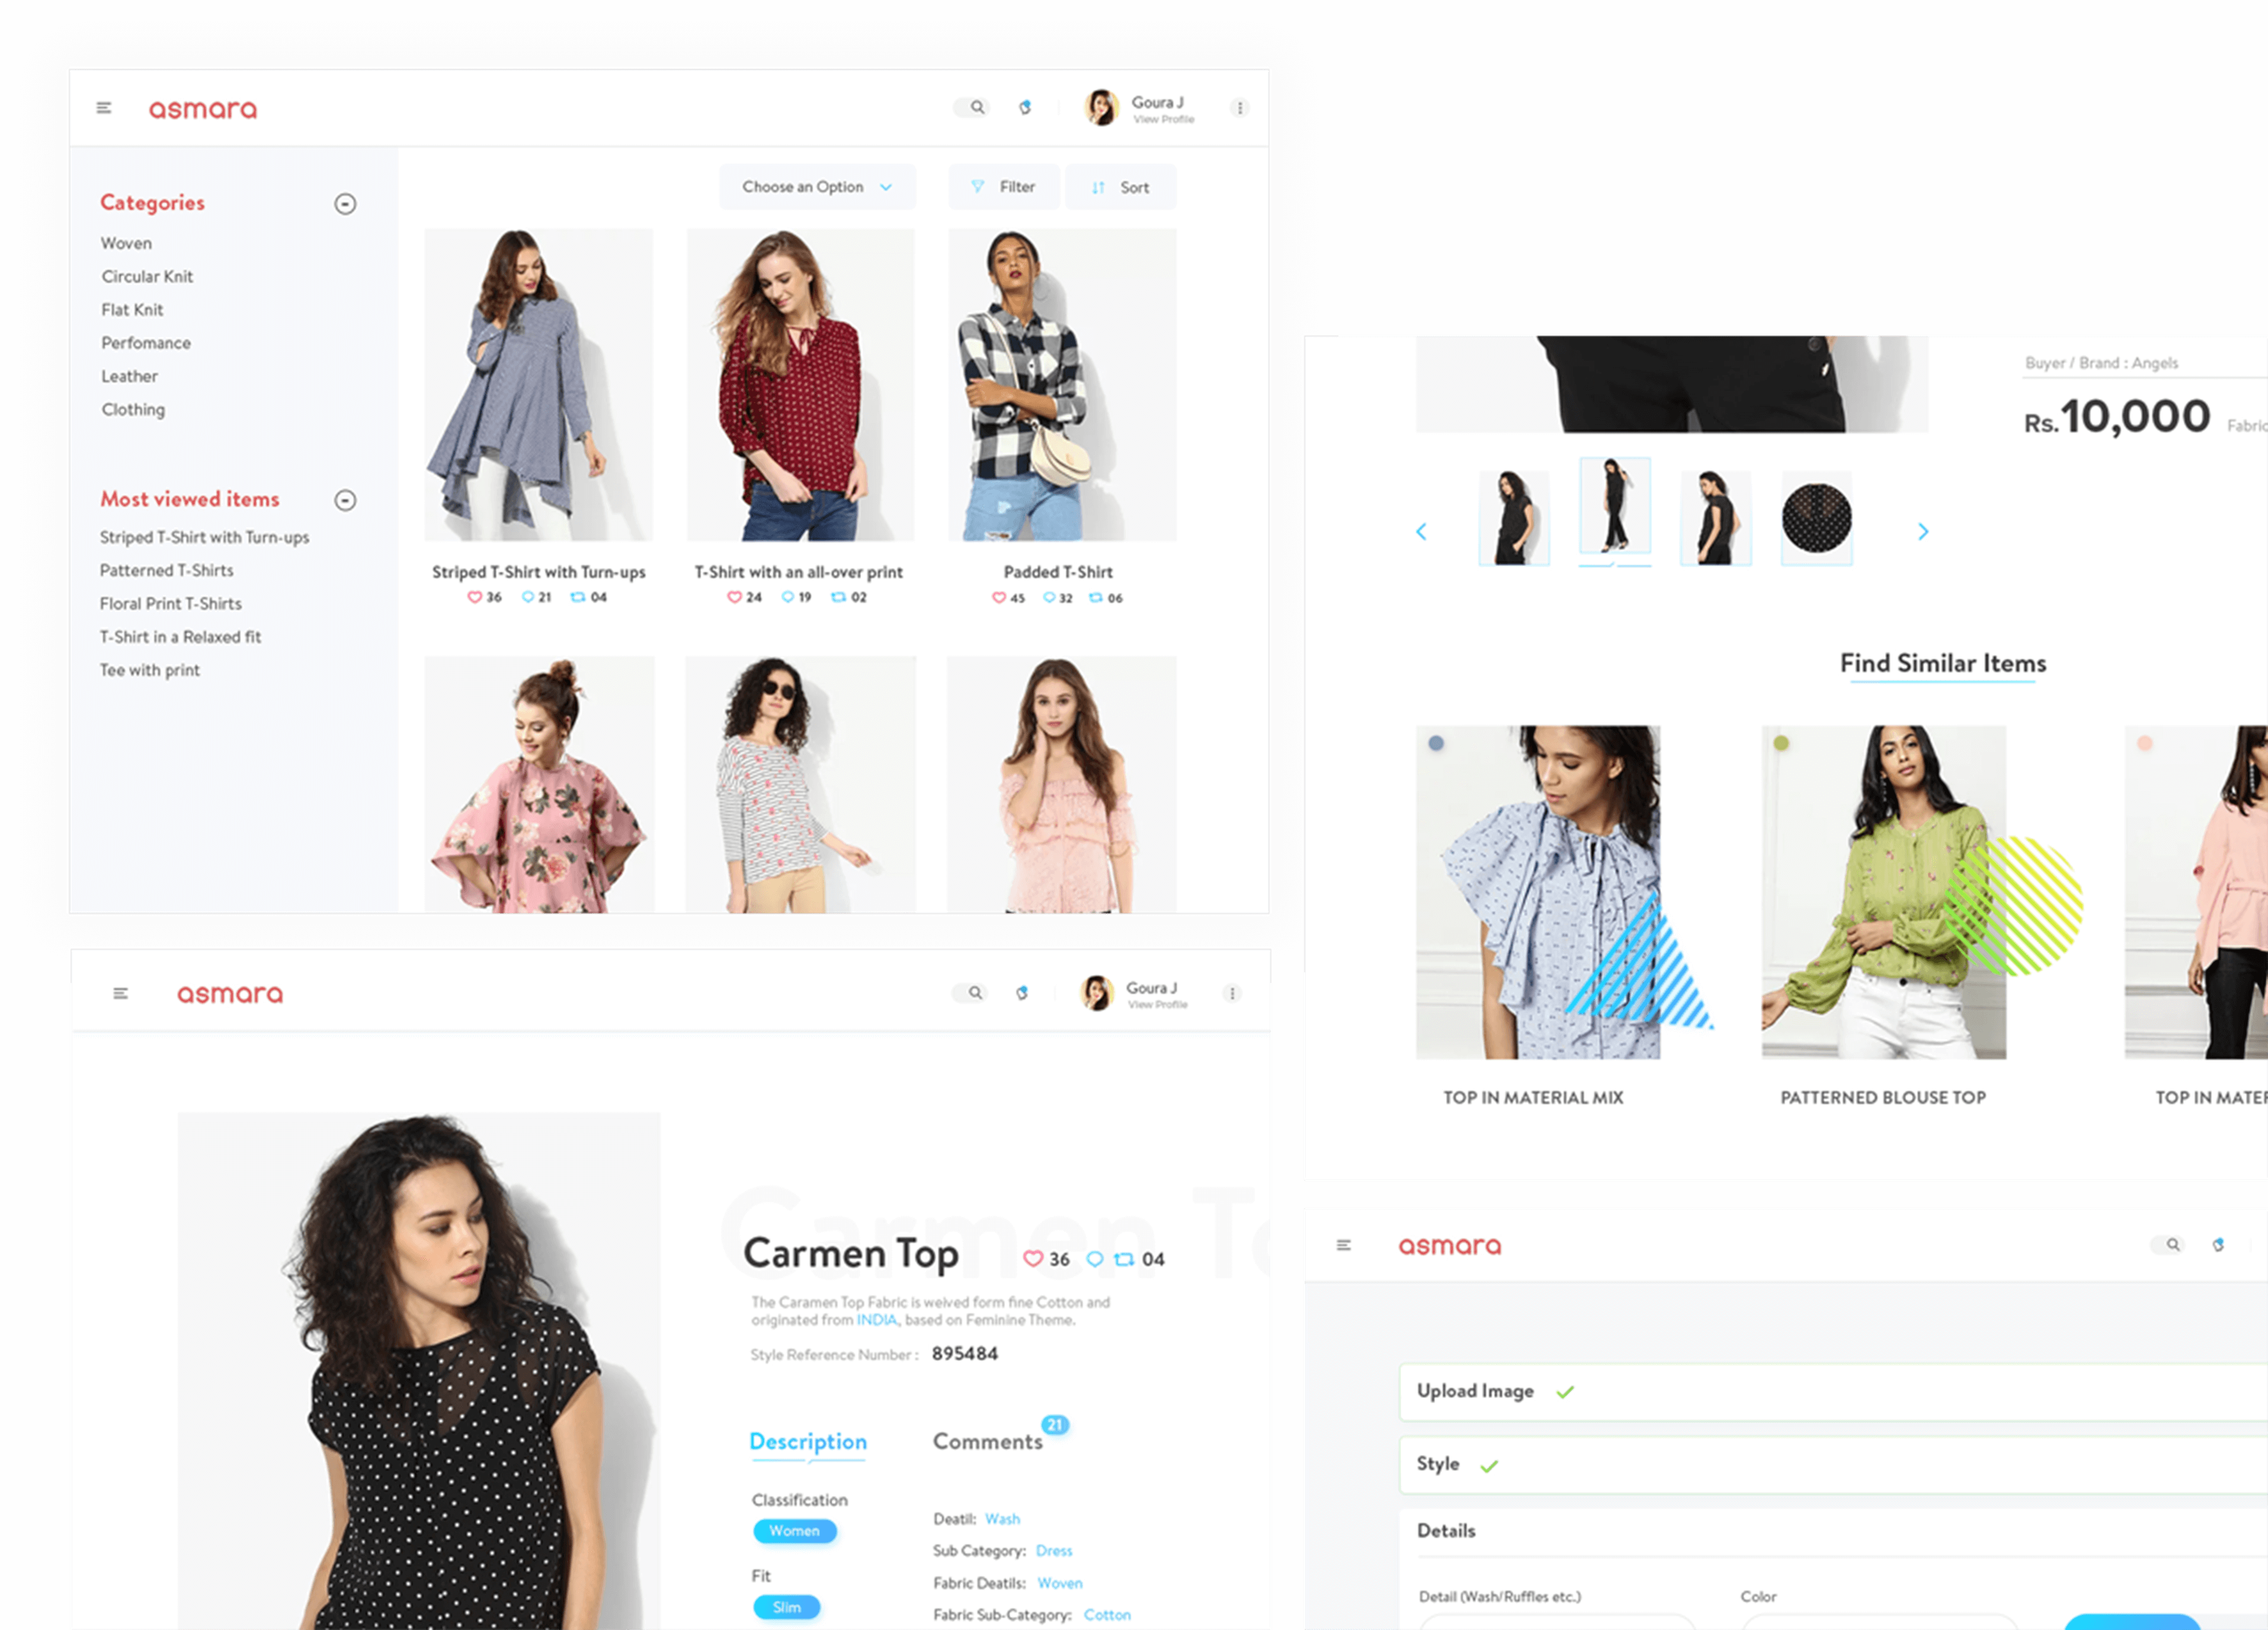 asmara
Goura J
View Profile
Choose an Option
Filter
Sort
Categories
Woven
Circular Knit
Flat Knit
Perfomance
Leather
Clothing
Most viewed items
Striped T-Shirt with Turn-ups
Patterned T-Shirts
Floral Print T-Shirts
T-Shirt in a Relaxed fit
Tee with print
Striped T-Shirt with Turn-ups
36 21 04
T-Shirt with an all-over print
24 19 02
Padded T-Shirt
45 32 06
Buyer / Brand : Angels
Rs.10,000 Fabric
Find Similar Items
TOP IN MATERIAL MIX
PATTERNED BLOUSE TOP
TOP IN MATER
asmara
Goura J
View Profile
Carmen To
Carmen Top
36 04
The Caramen Top Fabric is welved form fine Cotton and
originated from INDIA, based on Feminine Theme.
Style Reference Number : 895484
Description
Comments 21
Classification
Women
Fit
Slim
Deatil: Wash
Sub Category: Dress
Fabric Deatils: Woven
Fabric Sub-Category: Cotton
asmara
Upload Image
Style
Details
Detail (Wash/Ruffles etc.)
Color